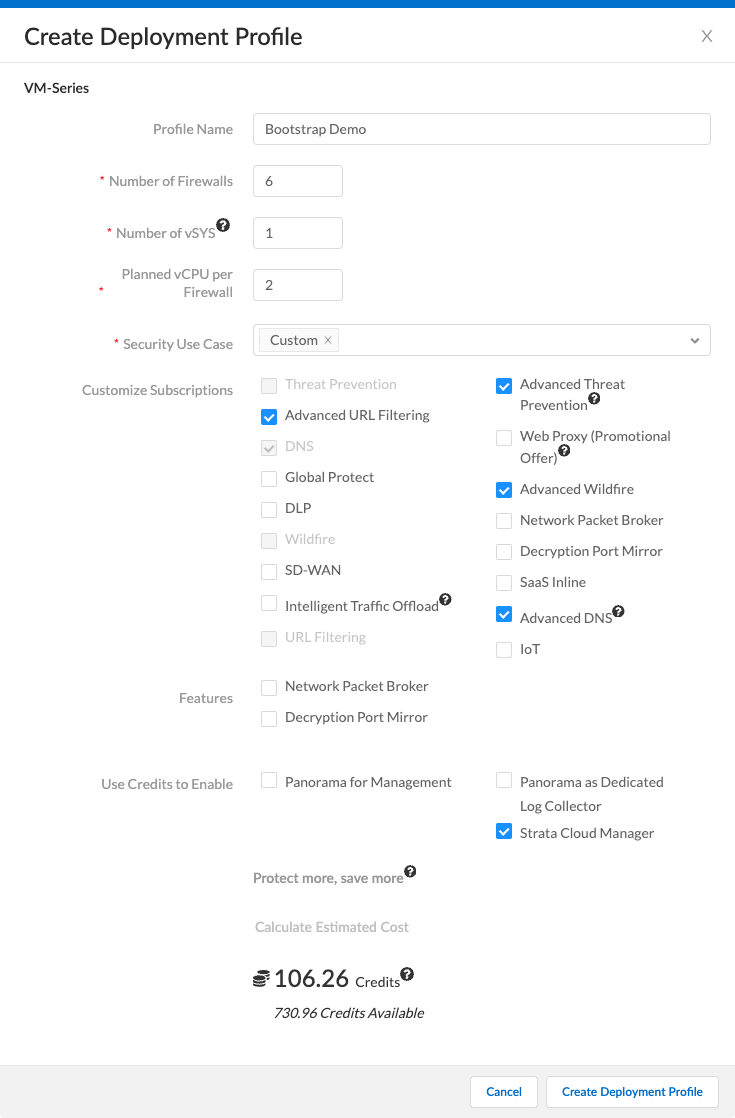 Create Deployment Profile
VM-Series
Profile Name
Bootstrap Demo
* Number of Firewalls
6
* Number of vSYS ?
1
Planned vCPU per
* Firewall
2
* Security Use Case
Custom x
Customize Subscriptions
Threat Prevention
Advanced URL Filtering
DNS
Global Protect
DLP
Wildfire
SD-WAN
Intelligent Traffic Offload ?
URL Filtering
Advanced Threat
Prevention ?
Web Proxy (Promotional
Offer) ?
Advanced Wildfire
Network Packet Broker
Decryption Port Mirror
SaaS Inline
Advanced DNS ?
IoT
Features
Network Packet Broker
Decryption Port Mirror
Use Credits to Enable
Panorama for Management
Panorama as Dedicated
Log Collector
Strata Cloud Manager
Protect more, save more ?
Calculate Estimated Cost
106.26 Credits ?
730.96 Credits Available
Cancel
Create Deployment Profile